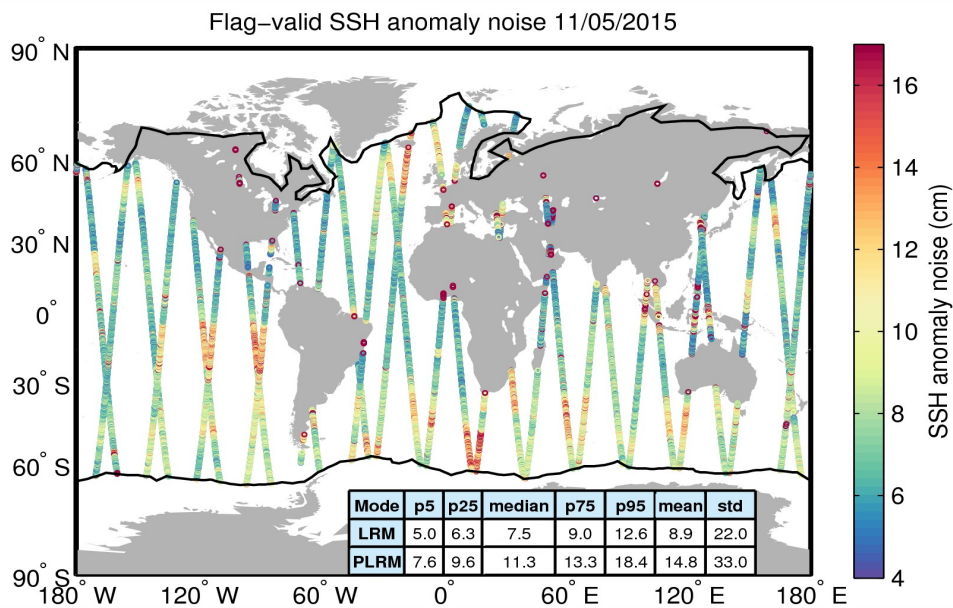 Flag−valid SSH anomaly noise 11/05/2015
90° N
60° N
30° N
0°
30° S
60° S
90° S
180° W 120° W 60° W 0° 60° E 120° E 180° E
Mode p5 p25 median p75 p95 mean std
LRM 5.0 6.3 7.5 9.0 12.6 8.9 22.0
PLRM 7.6 9.6 11.3 13.3 18.4 14.8 33.0
16
14
12
10
8
6
4
SSH anomaly noise (cm)